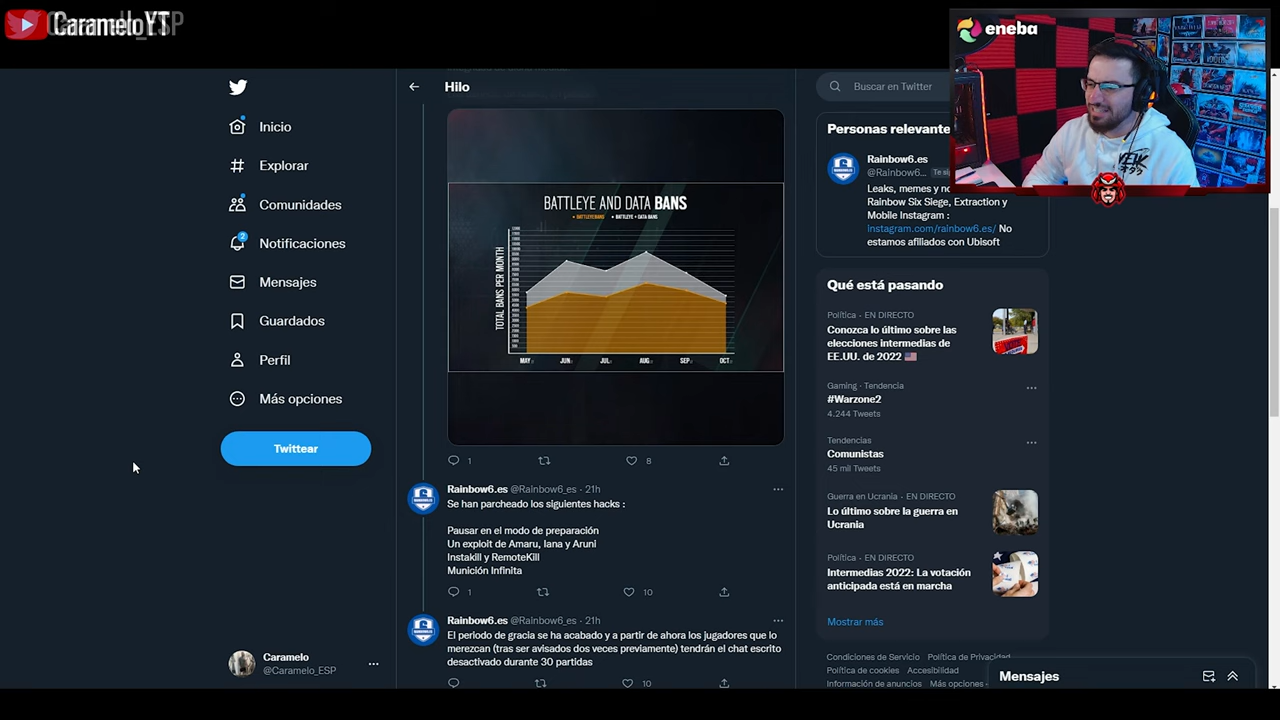 CarameloYT
eneba
Hilo
Buscar en Twitter
Inicio
Explorar
Comunidades
Notificaciones
2
Mensajes
Guardados
Perfil
Más opciones
Twittear
Caramelo
@Caramelo_ESP
BATTLEYE AND DATA BANS
BATTLEYE BANS
BATTLEYE + DATA BANS
TOTAL BANS PER MONTH
MAY
JUN
JUL
AUG
SEP
OCT
1
8
Rainbow6.es @Rainbow6_es · 21h
Se han parcheado los siguientes hacks :
Pausar en el modo de preparación
Un exploit de Amaru, Iana y Aruni
Instakill y RemoteKill
Munición Infinita
1
10
Rainbow6.es @Rainbow6_es · 21h
El periodo de gracia se ha acabado y a partir de ahora los jugadores que lo
merezcan (tras ser avisados dos veces previamente) tendrán el chat escrito
desactivado durante 30 partidas
10
Personas relevante
Rainbow6.es
@Rainbow6... Te si
Leaks, memes y no
Rainbow Six Siege, Extraction y
Mobile Instagram :
instagram.com/rainbow6.es/ No
estamos afiliados con Ubisoft
Qué está pasando
Política · EN DIRECTO
Conozca lo último sobre las
elecciones intermedias de
EE.UU. de 2022
Gaming · Tendencia
#Warzone2
4.244 Tweets
Tendencias
Comunistas
45 mil Tweets
Guerra en Ucrania · EN DIRECTO
Lo último sobre la guerra en
Ucrania
Política · EN DIRECTO
Intermedias 2022: La votación
anticipada está en marcha
Mostrar más
Condiciones de Servicio Política de Privacidad
Política de cookies Accesibilidad
Información de anuncios Más opciones
Mensajes